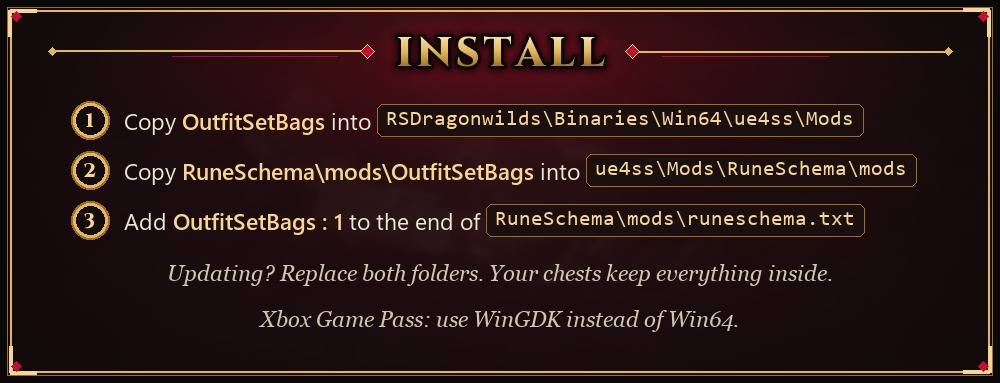 INSTALL
1 Copy OutfitSetBags into RSDragonwilds\Binaries\Win64\ue4ss\Mods
2 Copy RuneSchema\mods\OutfitSetBags into ue4ss\Mods\RuneSchema\mods
3 Add OutfitSetBags : 1 to the end of RuneSchema\mods\runeschema.txt
Updating? Replace both folders. Your chests keep everything inside.
Xbox Game Pass: use WinGDK instead of Win64.